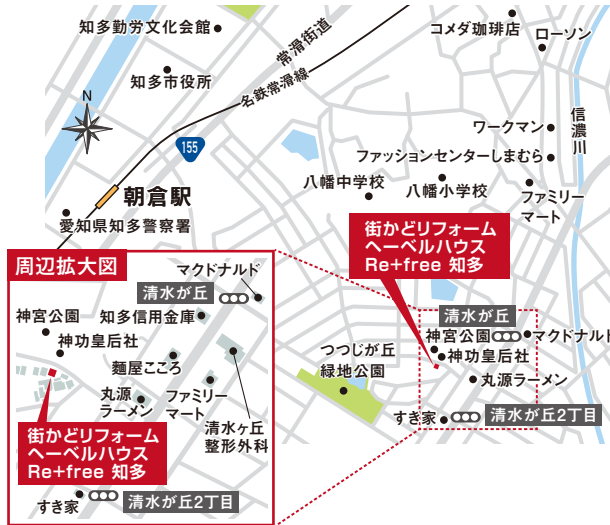 知多勤労文化会館
常滑街道
コメダ珈琲店
ローソン
知多市役所
名鉄常滑線
N
155
ワークマン
信濃川
ファッションセンターしまむら
朝倉駅
八幡中学校
八幡小学校
ファミリー
マート
愛知県知多警察署
街かどリフォーム
ヘーベルハウス
Re+free 知多
周辺拡大図
マクドナルド
清水が丘
神宮公園
知多信用金庫
神功皇后社
麺屋こころ
丸源
ラーメン
ファミリー
マート
清水ヶ丘
整形外科
街かどリフォーム
ヘーベルハウス
Re+free 知多
すき家
清水が丘2丁目
清水が丘
神宮公園
マクドナルド
神功皇后社
つつじが丘
緑地公園
丸源ラーメン
すき家
清水が丘2丁目